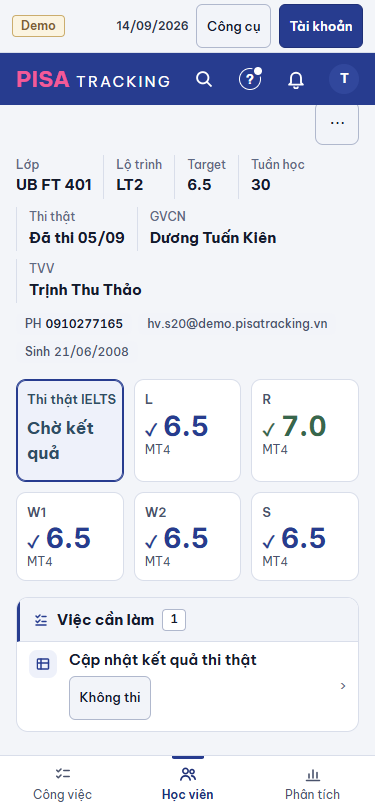 Demo 14/09/2026 Công cụ Tài khoản
PISA TRACKING ? T
...
Lớp Lộ trình Target Tuần học
UB FT 401 LT2 6.5 30
Thi thật GVCN
Đã thi 05/09 Dương Tuấn Kiên
TVV
Trịnh Thu Thảo
PH 0910277165 hv.s20@demo.pisatracking.vn
Sinh 21/06/2008
Thi thật IELTS L R
Chờ kết ✓ 6.5 ✓ 7.0
quả MT4 MT4
W1 W2 S
✓ 6.5 ✓ 6.5 ✓ 6.5
MT4 MT4 MT4
Việc cần làm 1
Cập nhật kết quả thi thật
Không thi
Công việc Học viên Phân tích